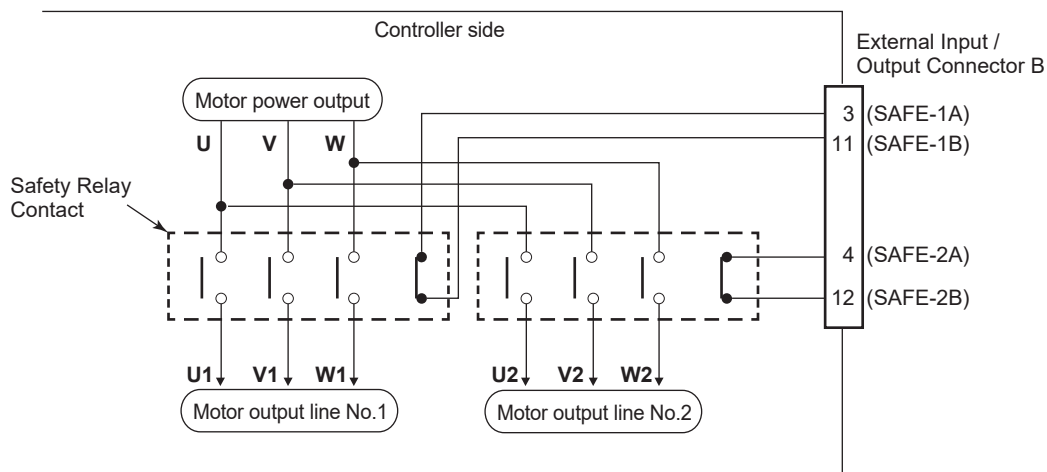 Controller side
External Input /
Output Connector B
Motor power output
3 (SAFE-1A)
U V W
11 (SAFE-1B)
Safety Relay
Contact
4 (SAFE-2A)
12 (SAFE-2B)
U1 V1 W1 U2 V2 W2
Motor output line No.1 Motor output line No.2